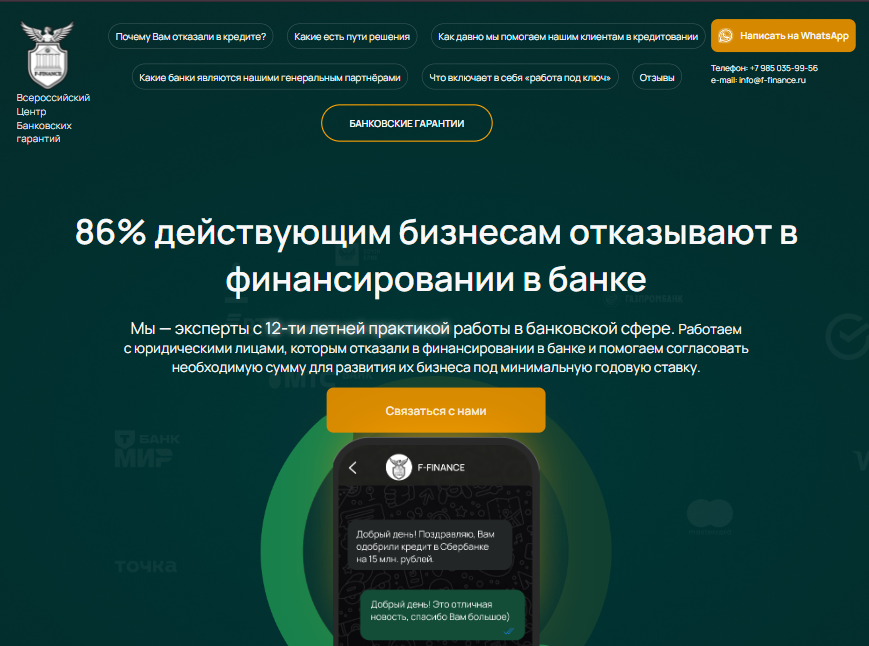 Почему Вам отказали в кредите?
Какие есть пути решения
Как давно мы помогаем нашим клиентам в кредитовании
Написать на WhatsApp
F-FINANCE
Всероссийский
Центр
Банковских
гарантий
Какие банки являются нашими генеральным партнёрами
Что включает в себя «работа под ключ»
Отзывы
Телефон: +7 985 035-99-56
e-mail: info@f-finance.ru
БАНКОВСКИЕ ГАРАНТИИ
86% действующим бизнесам отказывают в
финансировании в банке
ГАЗПРОМБАНК
Мы — эксперты с 12-ти летней практикой работы в банковской сфере. Работаем
с юридическими лицами, которым отказали в финансировании в банке и помогаем согласовать
необходимую сумму для развития их бизнеса под минимальную годовую ставку.
МТС
Связаться с нами
Т БАНК
МИР
F-FINANCE
Добрый день! Поздравляю, Вам
одобрили кредит в Сбербанке
на 15 млн. рублей.
точка
Добрый день! Это отличная
новость, спасибо Вам большое)